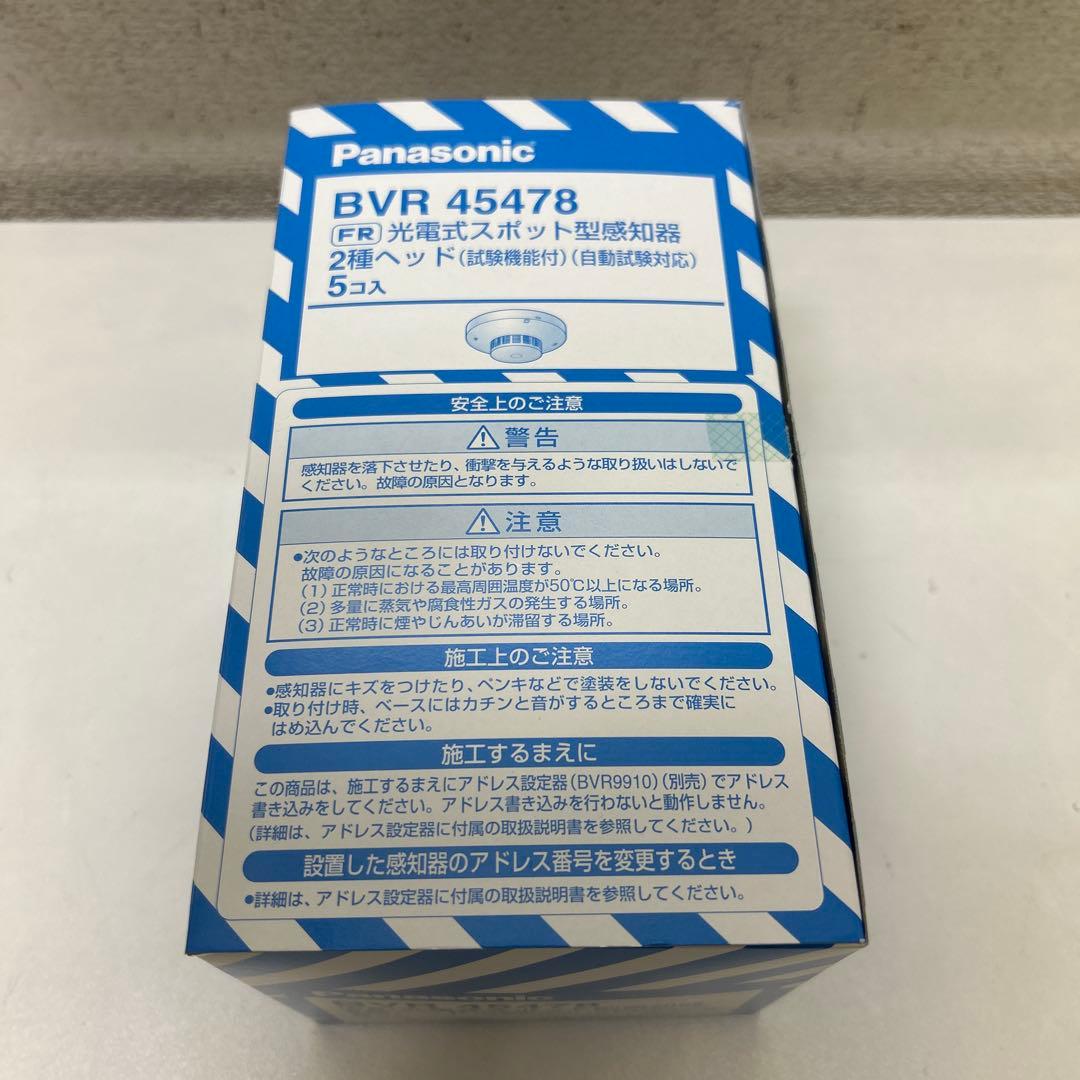 Panasonic
BVR 45478
FR 光電式スポット型感知器
2種ヘッド(試験機能付)(自動試験対応)
5コ入
安全上のご注意
警告
感知器を落下させたり、衝撃を与えるような取り扱いはしないで
ください。故障の原因となります。
注意
●次のようなところには取り付けないでください。
故障の原因になることがあります。
(1)正常時における最高周囲温度が50℃以上になる場所。
(2)多量に蒸気や腐食性ガスの発生する場所。
(3)正常時に煙やじんあいが滞留する場所。
施工上のご注意
●感知器にキズをつけたり、ペンキなどで塗装をしないでください。
●取り付け時、ベースにはカチンと音がするところまで確実に
はめ込んでください。
施工するまえに
この商品は、施工するまえにアドレス設定器(BVR9910)(別売)でアドレス
書き込みをしてください。アドレス書き込みを行わないと動作しません。
(詳細は、アドレス設定器に付属の取扱説明書を参照してください。)
設置した感知器のアドレス番号を変更するとき
●詳細は、アドレス設定器に付属の取扱説明書を参照してください。
Panasonic
BVR 45478